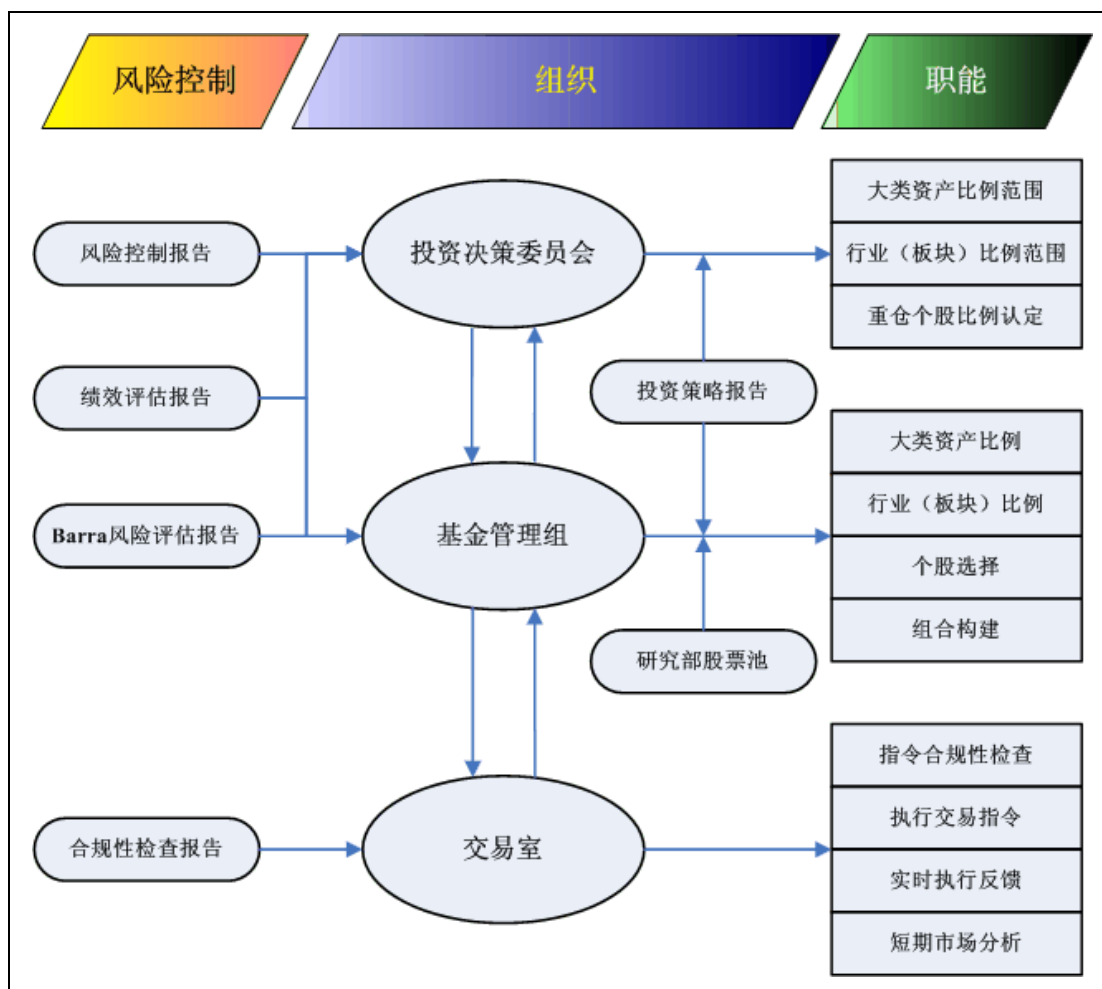 风险控制
组织
职能
风险控制报告
绩效评估报告
Barra风险评估报告
合规性检查报告
投资决策委员会
基金管理组
交易室
投资策略报告
研究部股票池
大类资产比例范围
行业（板块）比例范围
重仓个股比例认定
大类资产比例
行业（板块）比例
个股选择
组合构建
指令合规性检查
执行交易指令
实时执行反馈
短期市场分析